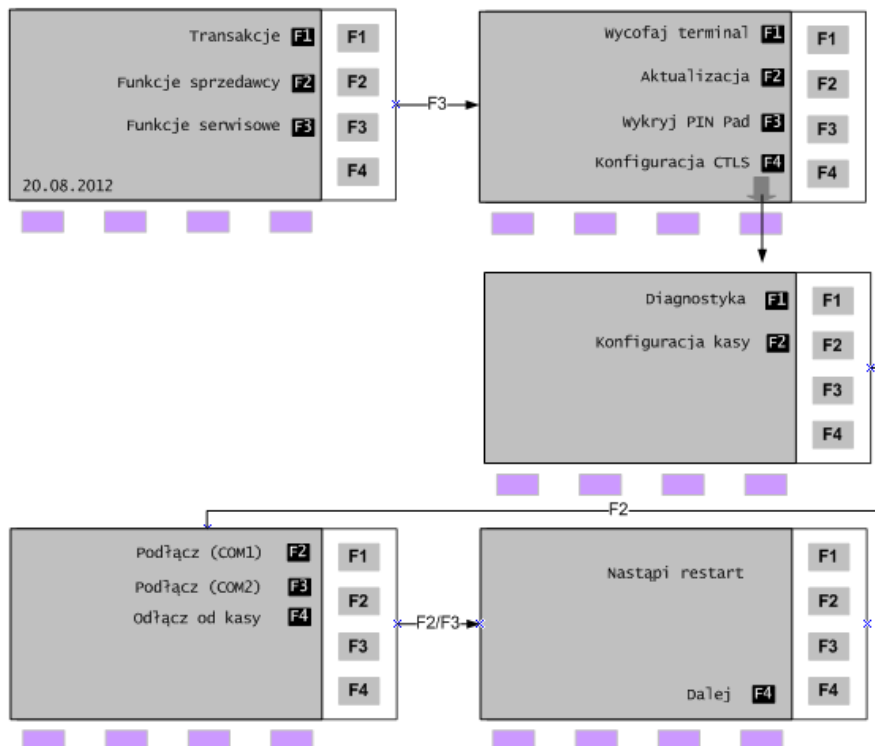 Transakcje F1
Funkcje sprzedawcy F2
Funkcje serwisowe F3
20.08.2012
F1
F2
F3
F4
F3
Wycofaj terminal F1
Aktualizacja F2
Wykryj PIN Pad F3
Konfiguracja CTLS F4
F1
F2
F3
F4
Diagnostyka F1
Konfiguracja kasy F2
F1
F2
F3
F4
F2
Podłącz (COM1) F2
Podłącz (COM2) F3
Odłącz od kasy F4
F1
F2
F3
F4
F2/F3
Nastąpi restart
Dalej F4
F1
F2
F3
F4